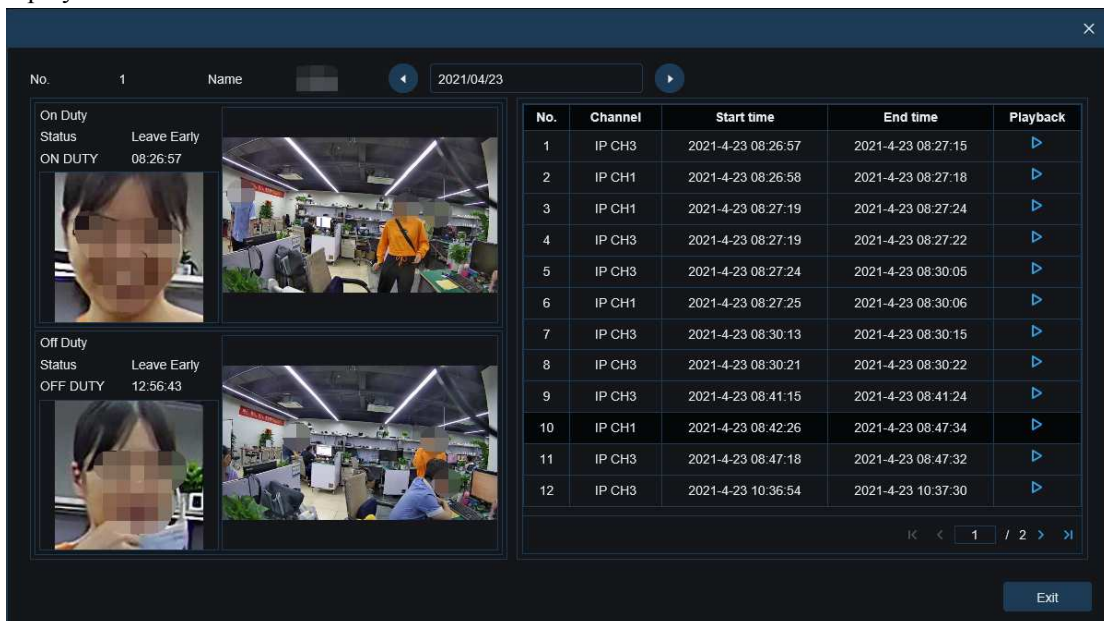 No. 1 Name 2021/04/23
On Duty
Status Leave Early
ON DUTY 08:26:57
Off Duty
Status Leave Early
OFF DUTY 12:56:43
No. Channel Start time End time Playback
1 IP CH3 2021-4-23 08:26:57 2021-4-23 08:27:15
2 IP CH1 2021-4-23 08:26:58 2021-4-23 08:27:18
3 IP CH1 2021-4-23 08:27:19 2021-4-23 08:27:24
4 IP CH3 2021-4-23 08:27:19 2021-4-23 08:27:22
5 IP CH3 2021-4-23 08:27:24 2021-4-23 08:30:05
6 IP CH1 2021-4-23 08:27:25 2021-4-23 08:30:06
7 IP CH3 2021-4-23 08:30:13 2021-4-23 08:30:15
8 IP CH3 2021-4-23 08:30:21 2021-4-23 08:30:22
9 IP CH3 2021-4-23 08:41:15 2021-4-23 08:41:24
10 IP CH1 2021-4-23 08:42:26 2021-4-23 08:47:34
11 IP CH3 2021-4-23 08:47:18 2021-4-23 08:47:32
12 IP CH3 2021-4-23 10:36:54 2021-4-23 10:37:30
1 / 2
Exit